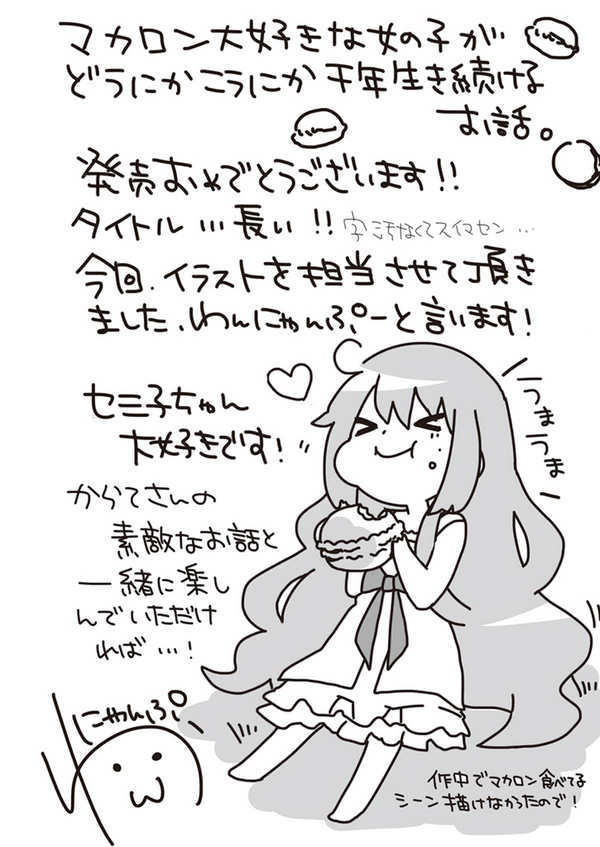 マカロン大好きな女の子が
どうにかこうにか千年生き続ける
お話。
発売おめでとうございます!!
タイトル…長い!!
字汚なくてスイマセン…
今回、イラストを担当させて頂き
ました、わんにゃんぷーと言います!
セミ子ちゃん
大好きです!
うまうま
からてさんの
素敵なお話と
一緒に楽し
んでいただけ
れば…!
にゃんぷ
作中でマカロン食べてる
シーン描けなかったので!